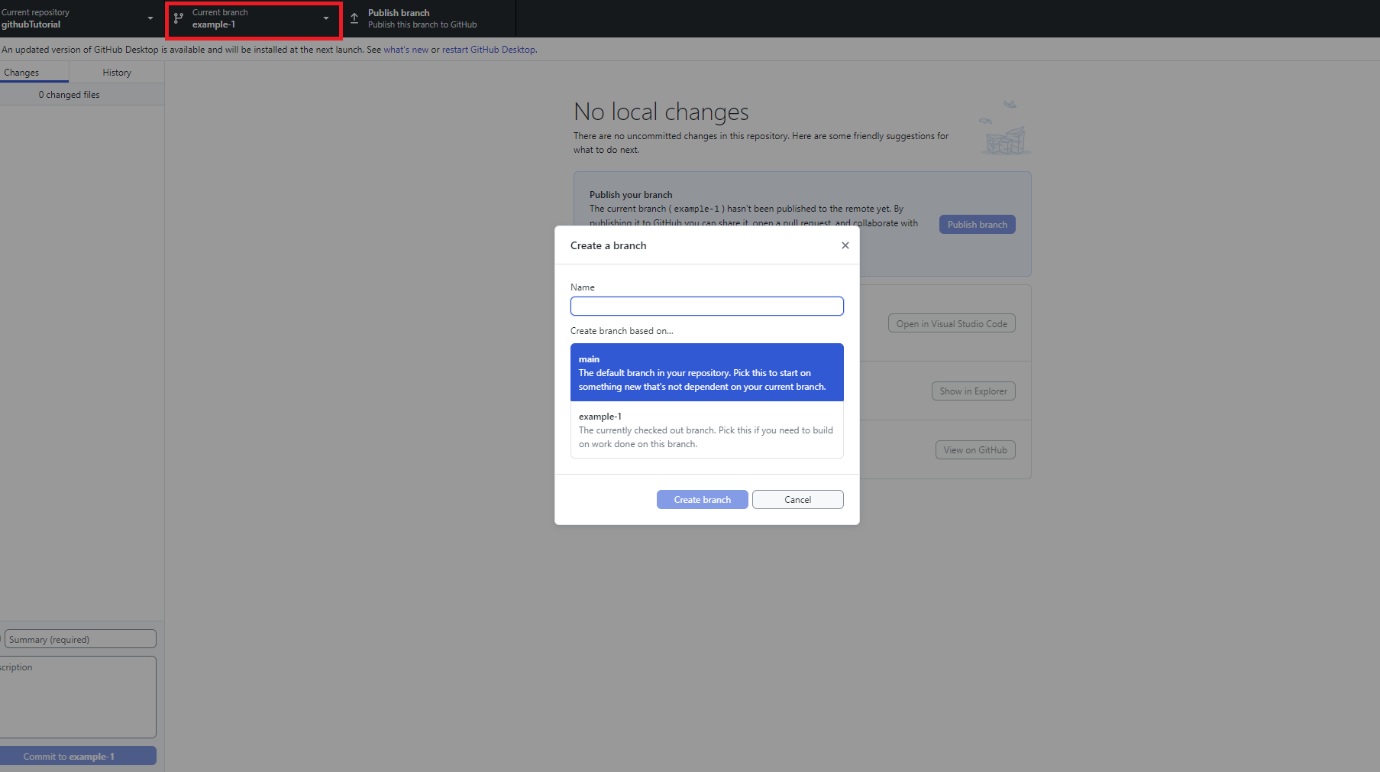 Current repository
githubTutorial
Current branch
example-1
Publish branch
Publish this branch to GitHub
An updated version of GitHub Desktop is available and will be installed at the next launch. See what's new or restart GitHub Desktop.
Changes
History
0 changed files
No local changes
There are no uncommitted changes in this repository. Here are some friendly suggestions for
what to do next.
Publish your branch
The current branch ( example-1 ) hasn't been published to the remote yet. By
publishing it to GitHub you can share it, open a pull request, and collaborate with
Publish branch
Create a branch
Name
Create branch based on...
main
The default branch in your repository. Pick this to start on
something new that's not dependent on your current branch.
example-1
The currently checked out branch. Pick this if you need to build
on work done on this branch.
Create branch
Cancel
Open in Visual Studio Code
Show in Explorer
View on GitHub
Summary (required)
scription
Commit to example-1